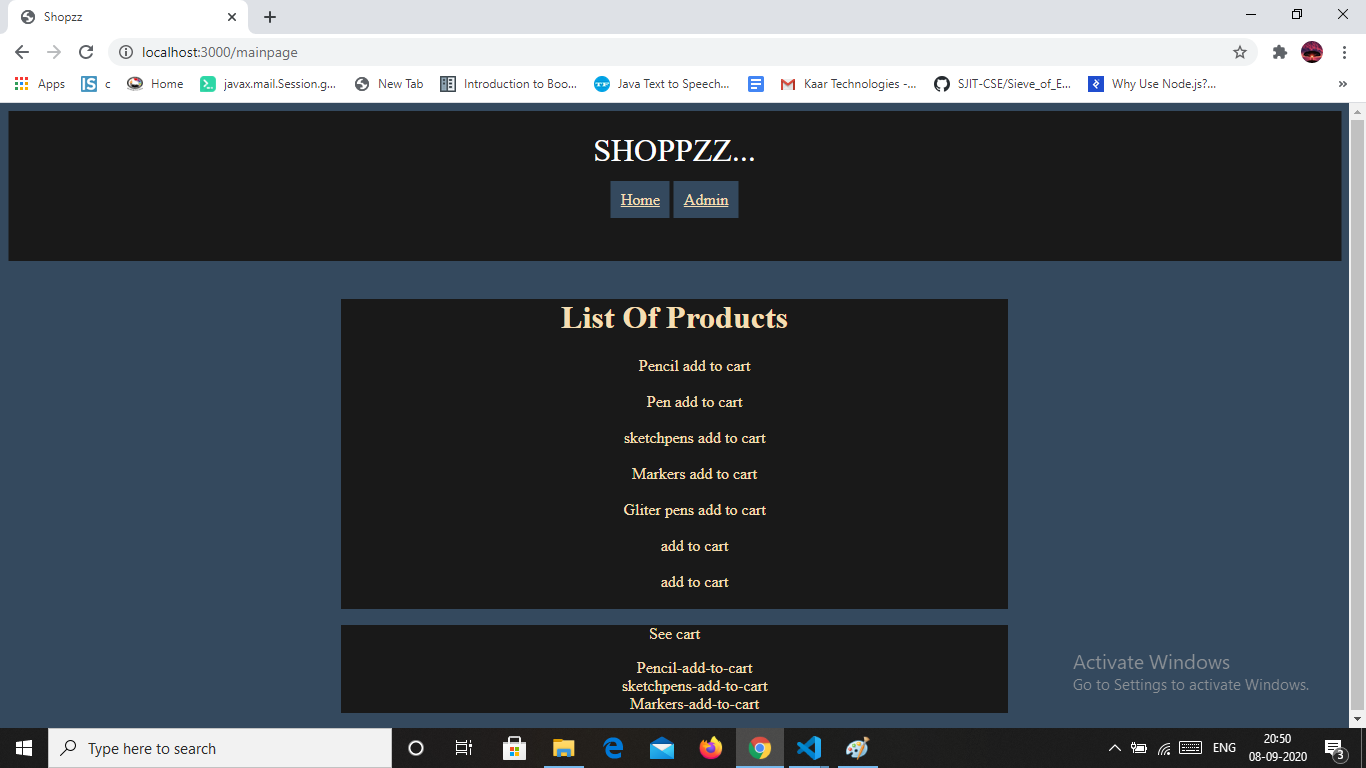 Shopzz
localhost:3000/mainpage
Apps c Home javax.mail.Session.g... New Tab Introduction to Boo... Java Text to Speech... Kaar Technologies -... SJIT-CSE/Sieve_of_E... Why Use Node.js?...
SHOPPZZ...
Home Admin
List Of Products
Pencil add to cart
Pen add to cart
sketchpens add to cart
Markers add to cart
Gliter pens add to cart
add to cart
add to cart
See cart
Pencil-add-to-cart
sketchpens-add-to-cart
Markers-add-to-cart
Activate Windows
Go to Settings to activate Windows.
Type here to search
ENG
20:50
08-09-2020
3